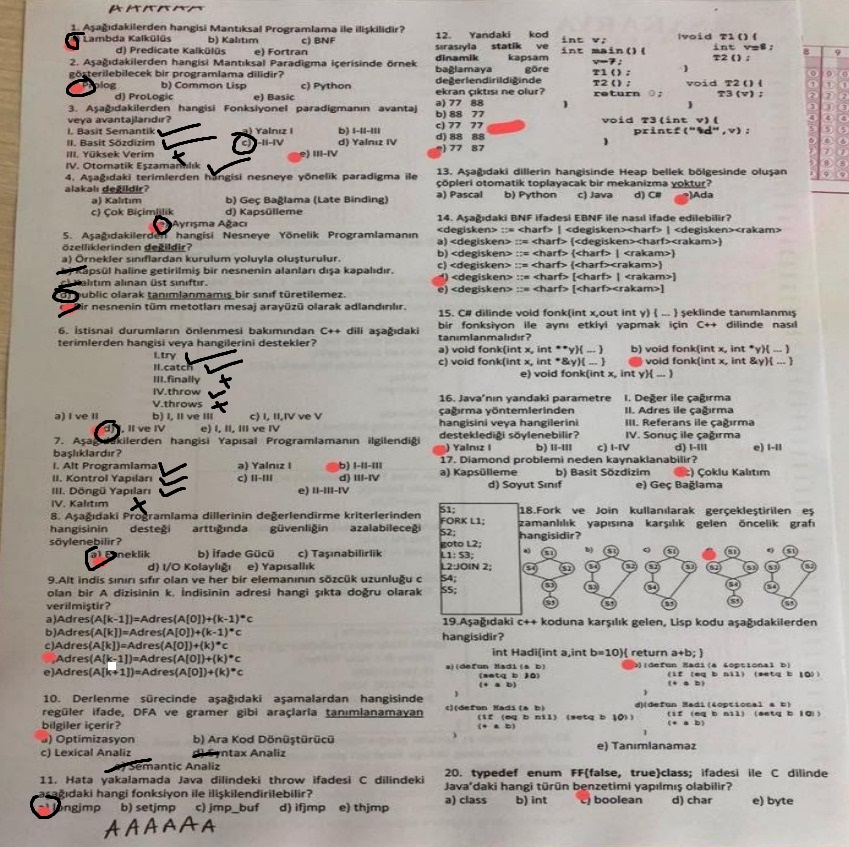 AAAAAA
1. Aşağıdakilerden hangisi Mantıksal Programlama ile ilişkilidir?
Lambda Kalkülüs b) Kalıtım c) BNF
d) Predicate Kalkülüs e) Fortran
2. Aşağıdakilerden hangisi Mantıksal Paradigma içerisinde örnek
gösterilebilecek bir programlama dilidir?
Prolog b) Common Lisp c) Python
d) ProLogic e) Basic
3. Aşağıdakilerden hangisi Fonksiyonel paradigmanın avantaj
veya avantajlarıdır?
I. Basit Semantik a) Yalnız I b) I-II-III
II. Basit Sözdizim c) I-II-IV d) Yalnız IV
III. Yüksek Verim e) III-IV
IV. Otomatik Eşzamanlılık
4. Aşağıdaki terimlerden hangisi nesneye yönelik paradigma ile
alakalı değildir?
a) Kalıtım b) Geç Bağlama (Late Binding)
c) Çok Biçimlilik d) Kapsülleme
Ayrışma Ağacı
5. Aşağıdakilerden hangisi Nesneye Yönelik Programlamanın
özelliklerinden değildir?
a) Örnekler sınıflardan kurulum yoluyla oluşturulur.
b) Kapsül haline getirilmiş bir nesnenin alanları dışa kapalıdır.
c) Kalıtım alınan üst sınıftır.
d) public olarak tanımlanmamış bir sınıf türetilemez.
Bir nesnenin tüm metotları mesaj arayüzü olarak adlandırılır.
6. İstisnai durumların önlenmesi bakımından C++ dili aşağıdaki
terimlerden hangisi veya hangilerini destekler?
I.try
II.catch
III.finally
IV.throw
V.throws
a) I ve II b) I, II ve III c) I, II,IV ve V
d) I, II ve IV e) I, II, III ve IV
7. Aşağıdakilerden hangisi Yapısal Programlamanın ilgilendiği
başlıklardır?
I. Alt Programlama a) Yalnız I b) I-II-III
II. Kontrol Yapıları c) II-III d) III-IV
III. Döngü Yapıları e) II-III-IV
IV. Kalıtım
8. Aşağıdaki Programlama dillerinin değerlendirme kriterlerinden
hangisinin desteği arttığında güvenliğin azalabileceği
söylenebilir?
a) Esneklik b) İfade Gücü c) Taşınabilirlik
d) I/O Kolaylığı e) Yapısallık
9.Alt indis sınırı sıfır olan ve her bir elemanının sözcük uzunluğu c
olan bir A dizisinin k. İndisinin adresi hangi şıkta doğru olarak
verilmiştir?
a)Adres(A[k-1])=Adres(A[0])+(k-1)*c
b)Adres(A[k])=Adres(A[0])+(k-1)*c
c)Adres(A[k])=Adres(A[0])+(k)*c
Adres(A[k-1])=Adres(A[0])+(k)*c
e)Adres(A[k+1])=Adres(A[0])+(k)*c
10. Derlenme sürecinde aşağıdaki aşamalardan hangisinde
regüler ifade, DFA ve gramer gibi araçlarla tanımlanamayan
bilgiler içerir?
a) Optimizasyon b) Ara Kod Dönüştürücü
c) Lexical Analiz d) Syntax Analiz
e) Semantic Analiz
11. Hata yakalamada Java dilindeki throw ifadesi C dilindeki
aşağıdaki hangi fonksiyon ile ilişkilendirilebilir?
longjmp b) setjmp c) jmp_buf d) ifjmp e) thjmp
AAAAAA
12. Yandaki kod
sırasıyla statik ve
dinamik kapsam
bağlamaya göre
değerlendirildiğinde
ekran çıktısı ne olur?
a) 77 88
b) 88 77
c) 77 77
d) 88 88
e) 77 87
int v;
int main(){
v=7;
T1();
T2();
return 0;
}
void T1(){
int v=8;
T2();
}
void T2(){
T3(v);
}
void T3(int v){
printf("%d",v);
}
13. Aşağıdaki dillerin hangisinde Heap bellek bölgesinde oluşan
çöpleri otomatik toplayacak bir mekanizma yoktur?
a) Pascal b) Python c) Java d) C# e)Ada
14. Aşağıdaki BNF ifadesi EBNF ile nasıl ifade edilebilir?
<degisken> ::= <harf> | <degisken><harf> | <degisken><rakam>
a) <degisken> ::= <harf> {<degisken><harf><rakam>}
b) <degisken> ::= <harf> {<harf> | <rakam>}
c) <degisken> ::= <harf> {<harf><rakam>}
d) <degisken> ::= <harf> [<harf> | <rakam>]
e) <degisken> ::= <harf> [<harf><rakam>]
15. C# dilinde void fonk(int x,out int y) { ... } şeklinde tanımlanmış
bir fonksiyon ile aynı etkiyi yapmak için C++ dilinde nasıl
tanımlanmalıdır?
a) void fonk(int x, int **y){ ... } b) void fonk(int x, int *y){ ... }
c) void fonk(int x, int *&y){ ... } void fonk(int x, int &y){ ... }
e) void fonk(int x, int y){ ... }
16. Java'nın yandaki parametre I. Değer ile çağırma
çağırma yöntemlerinden II. Adres ile çağırma
hangisini veya hangilerini III. Referans ile çağırma
desteklediği söylenebilir? IV. Sonuç ile çağırma
) Yalnız I b) II-III c) I-IV d) I-III e) I-II
17. Diamond problemi neden kaynaklanabilir?
a) Kapsülleme b) Basit Sözdizim c) Çoklu Kalıtım
d) Soyut Sınıf e) Geç Bağlama
S1;
FORK L1;
S2;
goto L2;
L1: S3;
L2:JOIN 2;
S4;
S5;
18.Fork ve Join kullanılarak gerçekleştirilen eş
zamanlılık yapısına karşılık gelen öncelik grafı
hangisidir?
a) b) c) e)
19.Aşağıdaki c++ koduna karşılık gelen, Lisp kodu aşağıdakilerden
hangisidir?
int Hadi(int a,int b=10){ return a+b; }
a)(defun Hadi(a b)
(setq b 10)
(+ a b)
)
b)(defun Hadi(a &optional b)
(if (eq b nil) (setq b 10))
(+ a b)
)
c)(defun Hadi(a b)
(if (eq b nil) (setq b 10))
(+ a b)
)
d)(defun Hadi(&optional a b)
(if (eq b nil) (setq b 10))
(+ a b)
)
e) Tanımlanamaz
20. typedef enum FF{false, true}class; ifadesi ile C dilinde
Java'daki hangi türün benzetimi yapılmış olabilir?
a) class b) int c) boolean d) char e) byte